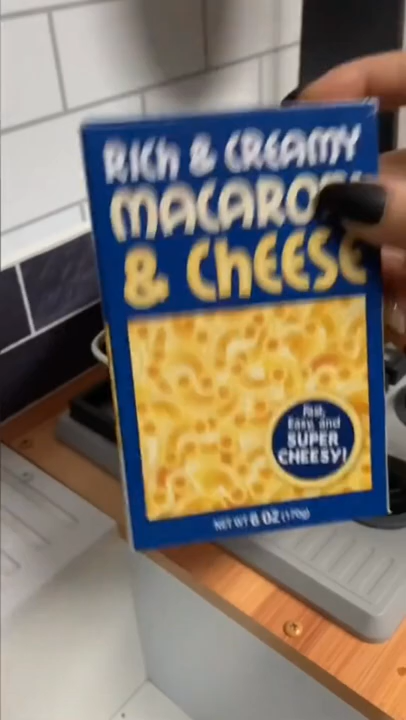 RICH & CREAMY
MACARO
& CHEESE
Fast,
Easy, and
SUPER
CHEESY!
NET WT 6 OZ (170g)